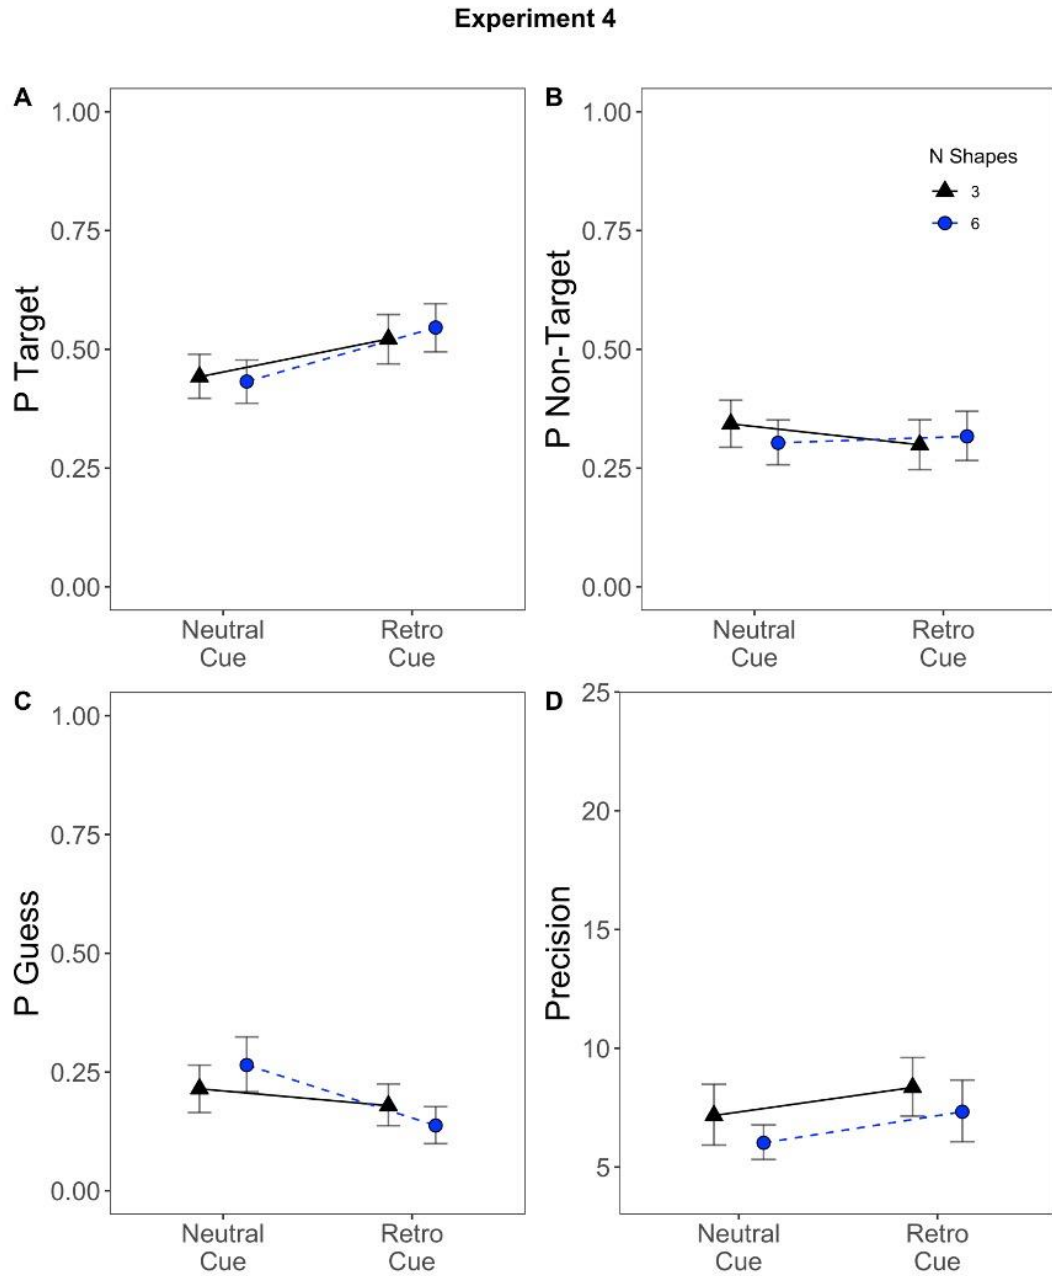 Experiment 4
A
1.00
0.75
0.50
0.25
0.00
P Target
Neutral
Cue
Retro
Cue
B
1.00
0.75
0.50
0.25
0.00
P Non-Target
N Shapes
3
6
Neutral
Cue
Retro
Cue
C
1.00
0.75
0.50
0.25
0.00
P Guess
Neutral
Cue
Retro
Cue
D
25
20
15
10
5
Precision
Neutral
Cue
Retro
Cue